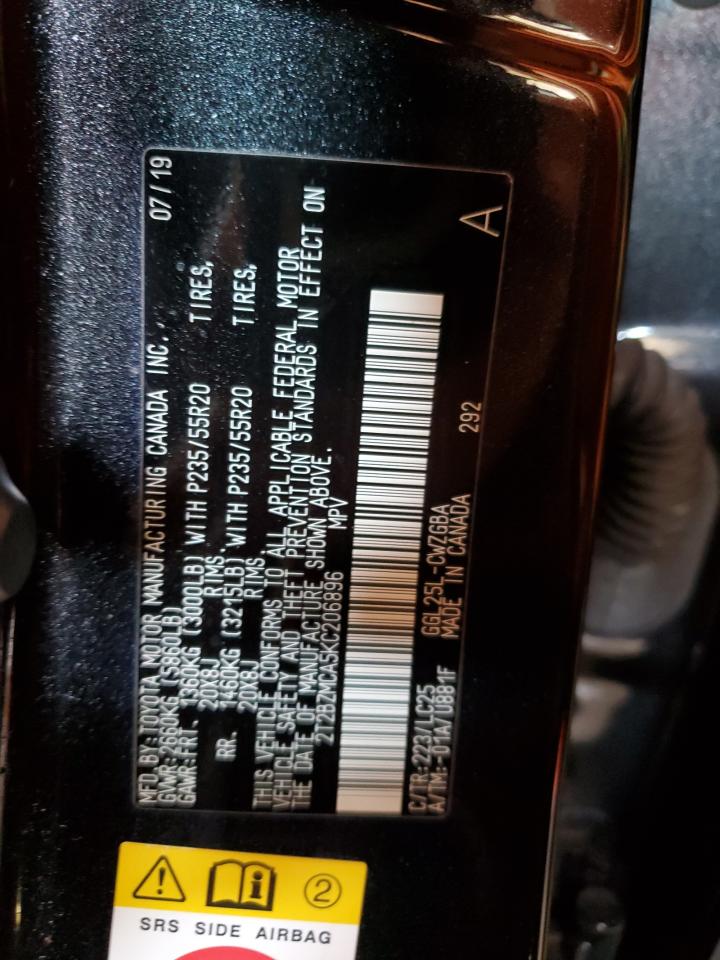 MFD. BY: TOYOTA MOTOR MANUFACTURING CANADA INC. 07/19
GVWR: 2660KG (5860LB)
GAWR: FRT. 1360KG (3000LB) WITH P235/55R20 TIRES,
20X8J RIMS.
RR. 1460KG (3215LB) WITH P235/55R20 TIRES,
20X8J RIMS.
THIS VEHICLE CONFORMS TO ALL APPLICABLE FEDERAL MOTOR
VEHICLE SAFETY AND THEFT PREVENTION STANDARDS IN EFFECT ON
THE DATE OF MANUFACTURE SHOWN ABOVE.
2T2BZMCA5KC206896 MPV
C/TR: 223/LC25 GGL25L-CWZGBA
A/TM: -01A/U881F MADE IN CANADA 292 A
2
SRS SIDE AIRBAG